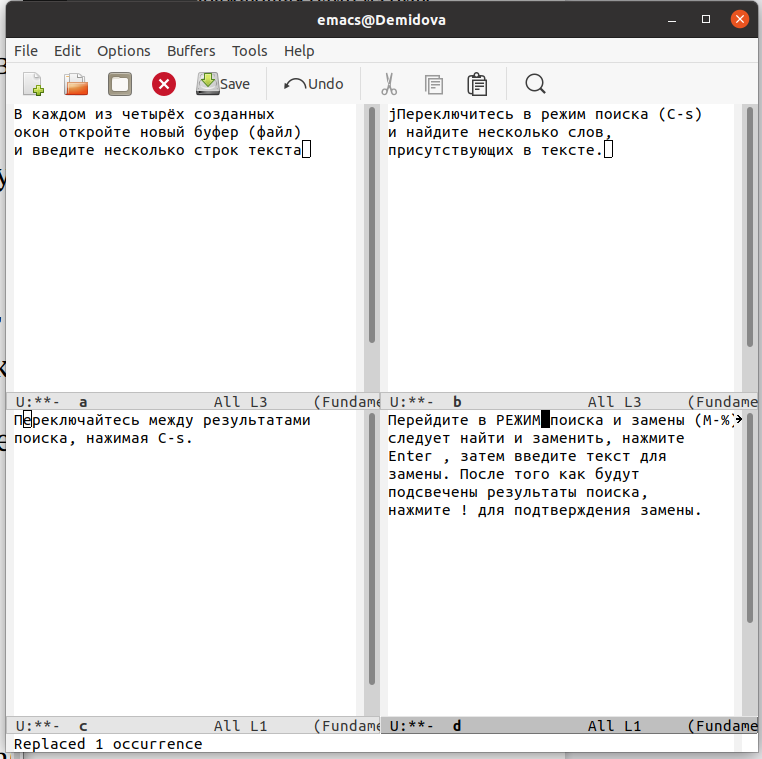 emacs@Demidova
File Edit Options Buffers Tools Help
Save Undo
В каждом из четырёх созданных
окон откройте новый буфер (файл)
и введите несколько строк текста
U:**- a All L3 (Fundame
jПереключитесь в режим поиска (C-s)
и найдите несколько слов,
присутствующих в тексте.
U:**- b All L3 (Fundame
Переключайтесь между результатами
поиска, нажимая C-s.
U:**- c All L1 (Fundame
Перейдите в РЕЖИМ поиска и замены (M-%)
следует найти и заменить, нажмите
Enter , затем введите текст для
замены. После того как будут
подсвечены результаты поиска,
нажмите ! для подтверждения замены.
U:**- d All L1 (Fundame
Replaced 1 occurrence